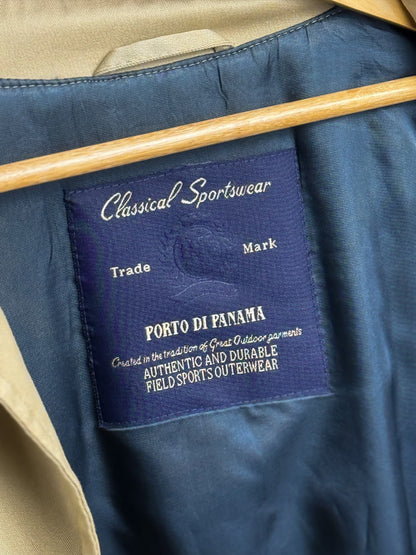 Classical Sportswear
Trade Mark
PORTO DI PANAMA
Created in the tradition of Great Outdoor garments
AUTHENTIC AND DURABLE
FIELD SPORTS OUTERWEAR